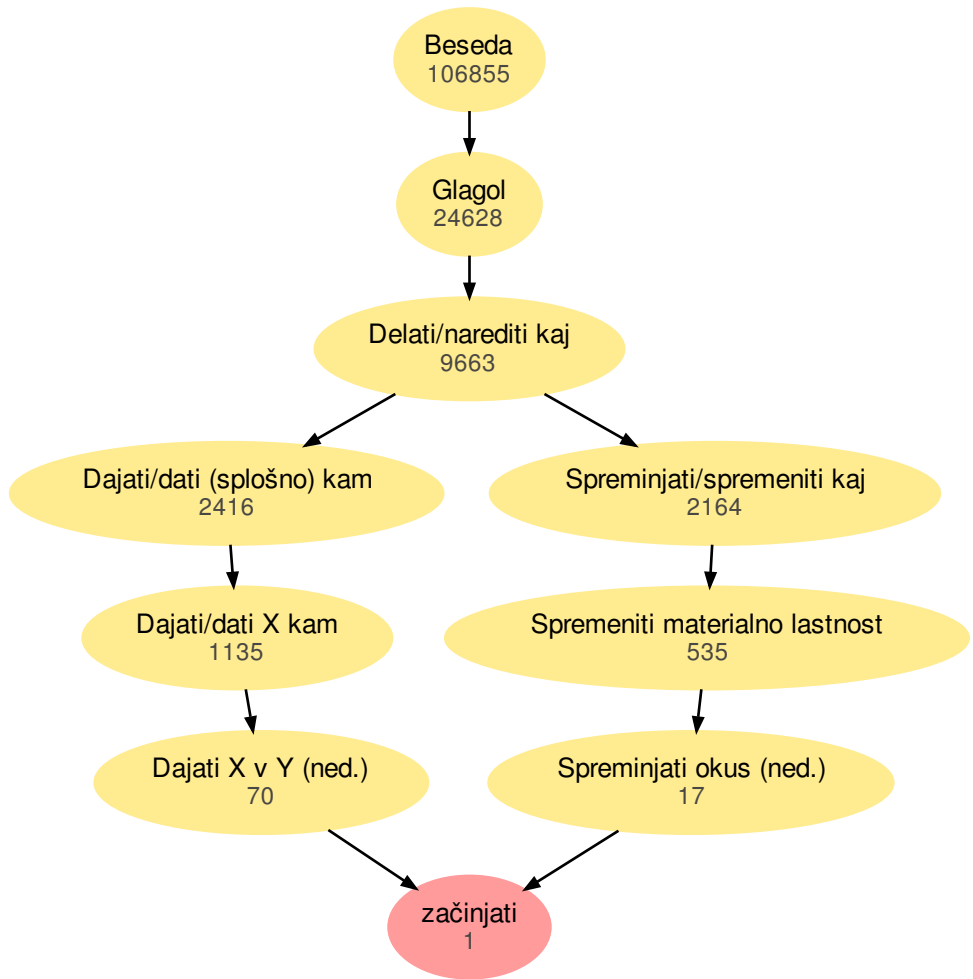 Beseda
106855
Glagol
24628
Delati/narediti kaj
9663
Dajati/dati (splošno) kam
2416
Spreminjati/spremeniti kaj
2164
Dajati/dati X kam
1135
Spremeniti materialno lastnost
535
Dajati X v Y (ned.)
70
Spreminjati okus (ned.)
17
začinjati
1